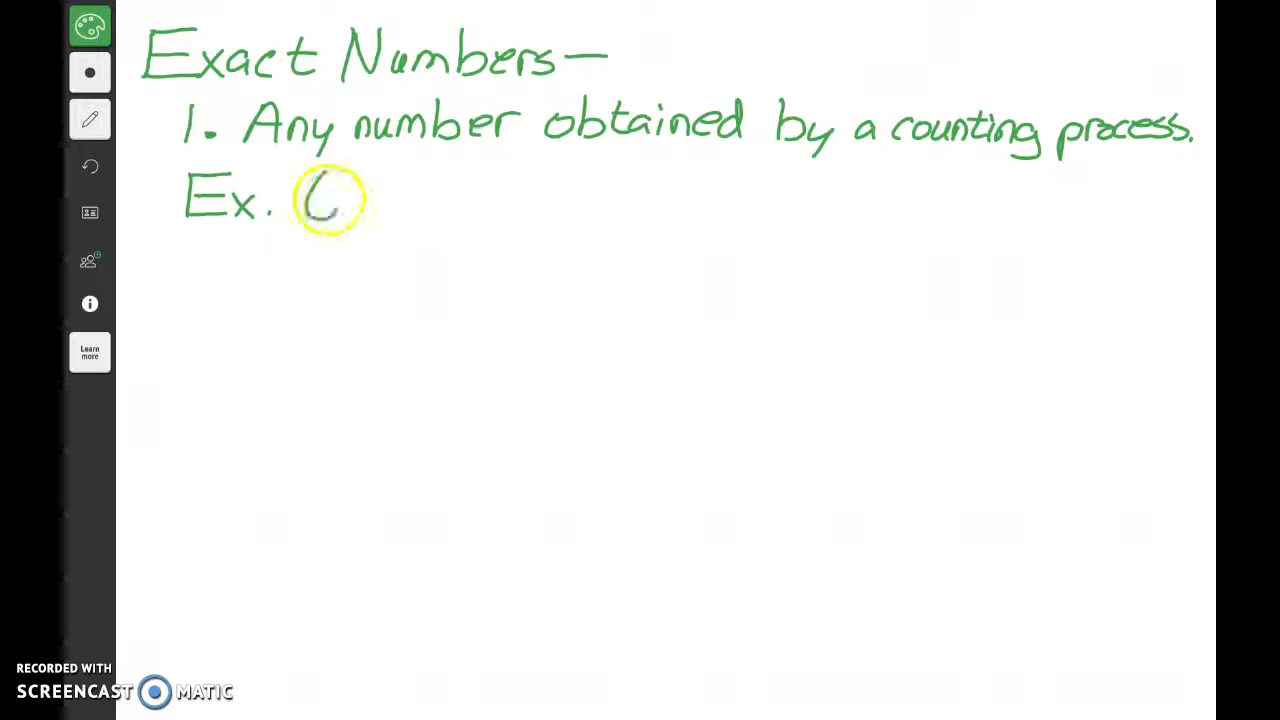 Exact Numbers—
1. Any number obtained by a counting process.
Ex.
Learn
more
RECORDED WITH
SCREENCAST MATIC